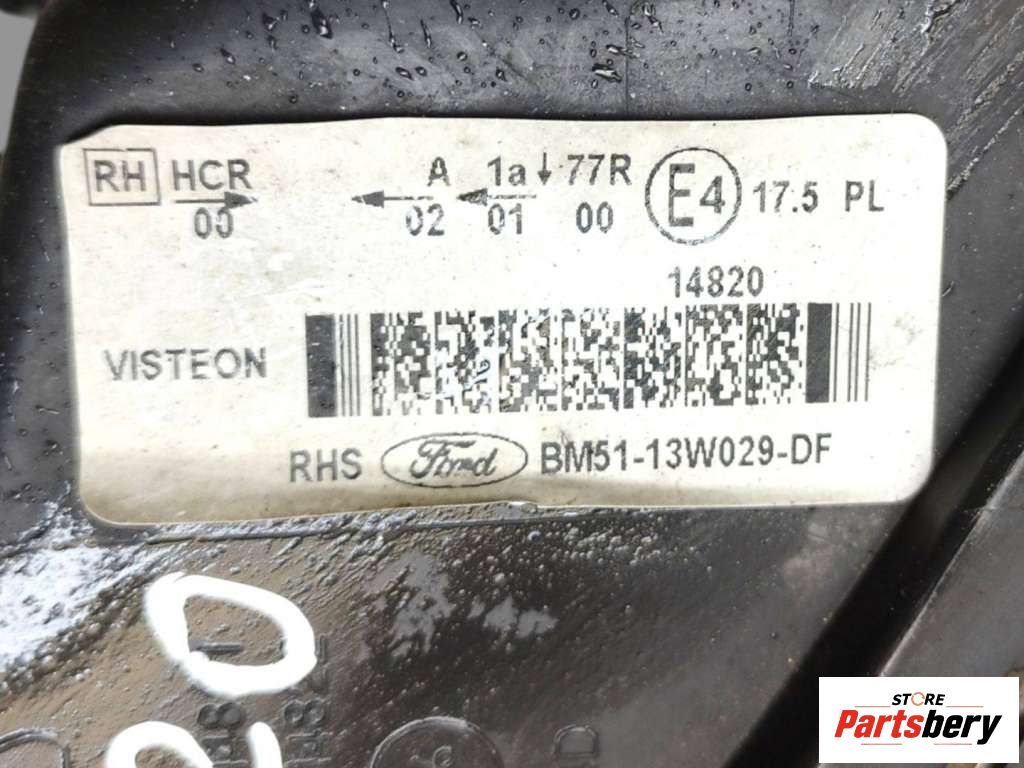 RH HCR A 1a 77R E4 17.5 PL
00 02 01 00
14820
VISTEON
RHS Ford BM51-13W029-DF
20
STORE
Partsbery